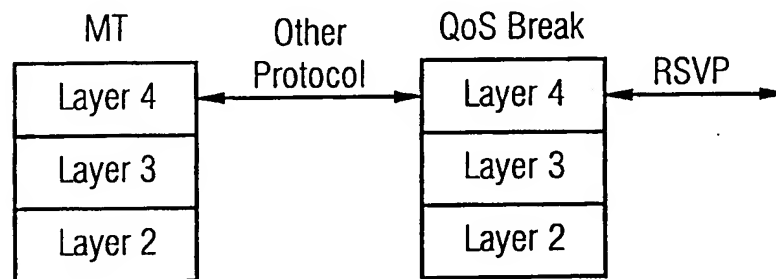 MT
Other
Protocol
QoS Break
RSVP
Layer 4
Layer 3
Layer 2
Layer 4
Layer 3
Layer 2